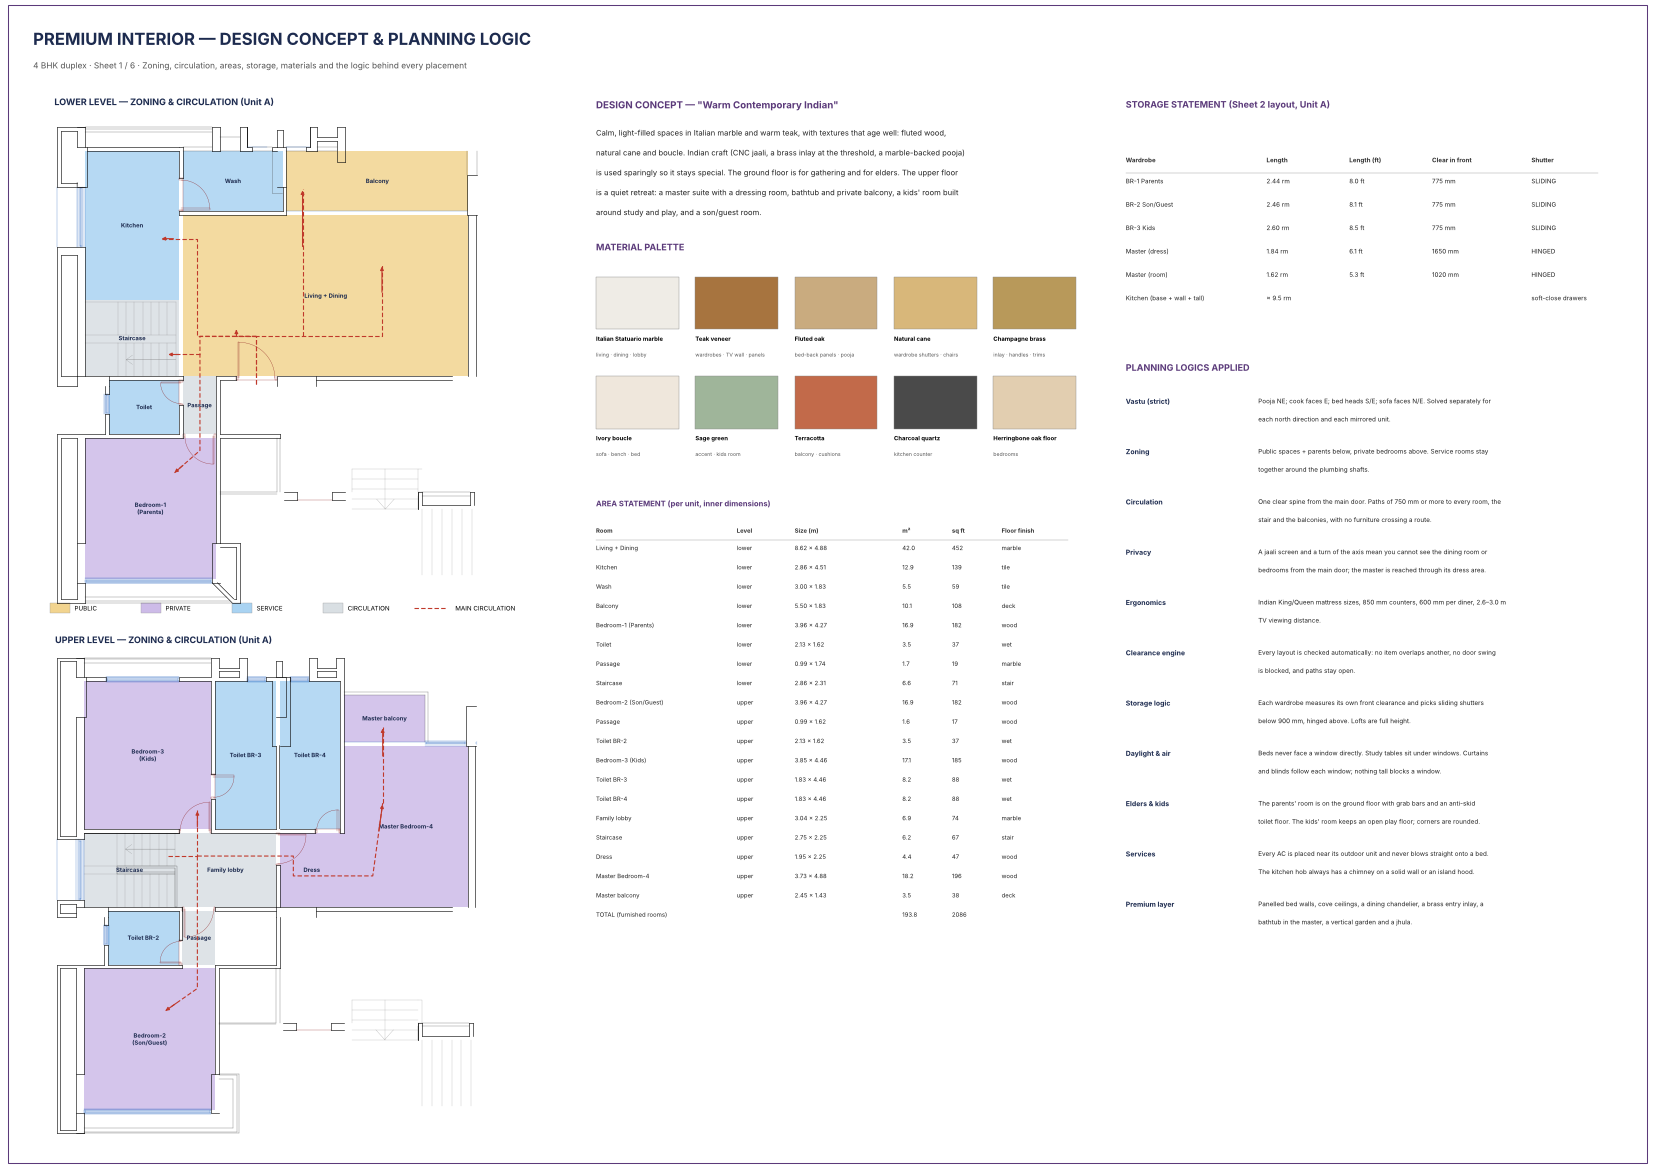 PREMIUM INTERIOR — DESIGN CONCEPT & PLANNING LOGIC
4 BHK duplex · Sheet 1 / 6 · Zoning, circulation, areas, storage, materials and the logic behind every placement
LOWER LEVEL — ZONING & CIRCULATION (Unit A)
Wash
Balcony
Kitchen
Living + Dining
Staircase
Toilet
Passage
Bedroom-1
(Parents)
PUBLIC
PRIVATE
SERVICE
CIRCULATION
MAIN CIRCULATION
UPPER LEVEL — ZONING & CIRCULATION (Unit A)
Master balcony
Bedroom-3
(Kids)
Toilet BR-3
Toilet BR-4
Master Bedroom-4
Staircase
Family lobby
Dress
Toilet BR-2
Passage
Bedroom-2
(Son/Guest)
DESIGN CONCEPT — "Warm Contemporary Indian"
Calm, light-filled spaces in Italian marble and warm teak, with textures that age well: fluted wood,
natural cane and boucle. Indian craft (CNC jaali, a brass inlay at the threshold, a marble-backed pooja)
is used sparingly so it stays special. The ground floor is for gathering and for elders. The upper floor
is a quiet retreat: a master suite with a dressing room, bathtub and private balcony, a kids' room built
around study and play, and a son/guest room.
MATERIAL PALETTE
Italian Statuario marble
living · dining · lobby
Teak veneer
wardrobes · TV wall · panels
Fluted oak
bed-back panels · pooja
Natural cane
wardrobe shutters · chairs
Champagne brass
inlay · handles · trims
Ivory boucle
sofa · bench · bed
Sage green
accent · kids room
Terracotta
balcony · cushions
Charcoal quartz
kitchen counter
Herringbone oak floor
bedrooms
AREA STATEMENT (per unit, inner dimensions)
Room Level Size (m) m² sq ft Floor finish
Living + Dining lower 8.62 × 4.88 42.0 452 marble
Kitchen lower 2.86 × 4.51 12.9 139 tile
Wash lower 3.00 × 1.83 5.5 59 tile
Balcony lower 5.50 × 1.83 10.1 108 deck
Bedroom-1 (Parents) lower 3.96 × 4.27 16.9 182 wood
Toilet lower 2.13 × 1.62 3.5 37 wet
Passage lower 0.99 × 1.74 1.7 19 marble
Staircase lower 2.86 × 2.31 6.6 71 stair
Bedroom-2 (Son/Guest) upper 3.96 × 4.27 16.9 182 wood
Passage upper 0.99 × 1.62 1.6 17 wood
Toilet BR-2 upper 2.13 × 1.62 3.5 37 wet
Bedroom-3 (Kids) upper 3.85 × 4.46 17.1 185 wood
Toilet BR-3 upper 1.83 × 4.46 8.2 88 wet
Toilet BR-4 upper 1.83 × 4.46 8.2 88 wet
Family lobby upper 3.04 × 2.25 6.9 74 marble
Staircase upper 2.75 × 2.25 6.2 67 stair
Dress upper 1.95 × 2.25 4.4 47 wood
Master Bedroom-4 upper 3.73 × 4.88 18.2 196 wood
Master balcony upper 2.45 × 1.43 3.5 38 deck
TOTAL (furnished rooms) 193.8 2086
STORAGE STATEMENT (Sheet 2 layout, Unit A)
Wardrobe Length Length (ft) Clear in front Shutter
BR-1 Parents 2.44 rm 8.0 ft 775 mm SLIDING
BR-2 Son/Guest 2.46 rm 8.1 ft 775 mm SLIDING
BR-3 Kids 2.60 rm 8.5 ft 775 mm SLIDING
Master (dress) 1.84 rm 6.1 ft 1650 mm HINGED
Master (room) 1.62 rm 5.3 ft 1020 mm HINGED
Kitchen (base + wall + tall) ≈ 9.5 rm soft-close drawers
PLANNING LOGICS APPLIED
Vastu (strict) Pooja NE; cook faces E; bed heads S/E; sofa faces N/E. Solved separately for
each north direction and each mirrored unit.
Zoning Public spaces + parents below, private bedrooms above. Service rooms stay
together around the plumbing shafts.
Circulation One clear spine from the main door. Paths of 750 mm or more to every room, the
stair and the balconies, with no furniture crossing a route.
Privacy A jaali screen and a turn of the axis mean you cannot see the dining room or
bedrooms from the main door; the master is reached through its dress area.
Ergonomics Indian King/Queen mattress sizes, 850 mm counters, 600 mm per diner, 2.6–3.0 m
TV viewing distance.
Clearance engine Every layout is checked automatically: no item overlaps another, no door swing
is blocked, and paths stay open.
Storage logic Each wardrobe measures its own front clearance and picks sliding shutters
below 900 mm, hinged above. Lofts are full height.
Daylight & air Beds never face a window directly. Study tables sit under windows. Curtains
and blinds follow each window; nothing tall blocks a window.
Elders & kids The parents' room is on the ground floor with grab bars and an anti-skid
toilet floor. The kids' room keeps an open play floor; corners are rounded.
Services Every AC is placed near its outdoor unit and never blows straight onto a bed.
The kitchen hob always has a chimney on a solid wall or an island hood.
Premium layer Panelled bed walls, cove ceilings, a dining chandelier, a brass entry inlay, a
bathtub in the master, a vertical garden and a jhula.